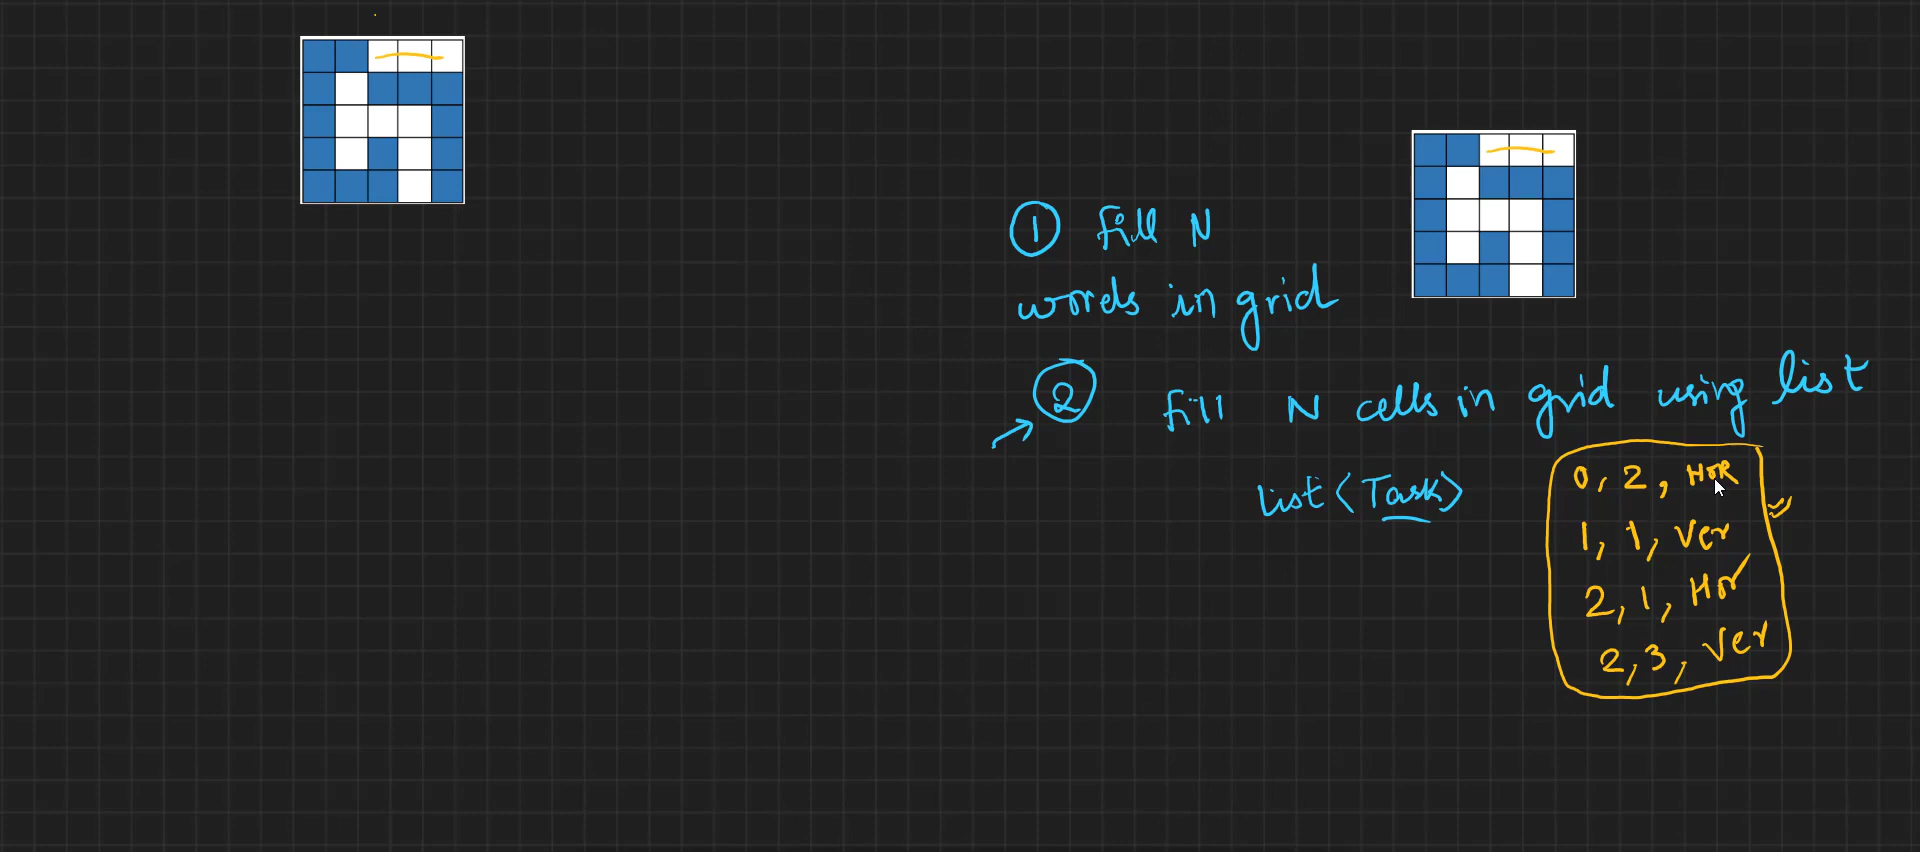 ① fill N
words in grid
② fill N cells in grid using list
list <Task>
0, 2, HOR
1, 1, Ver
2, 1, Hor
2, 3, Ver